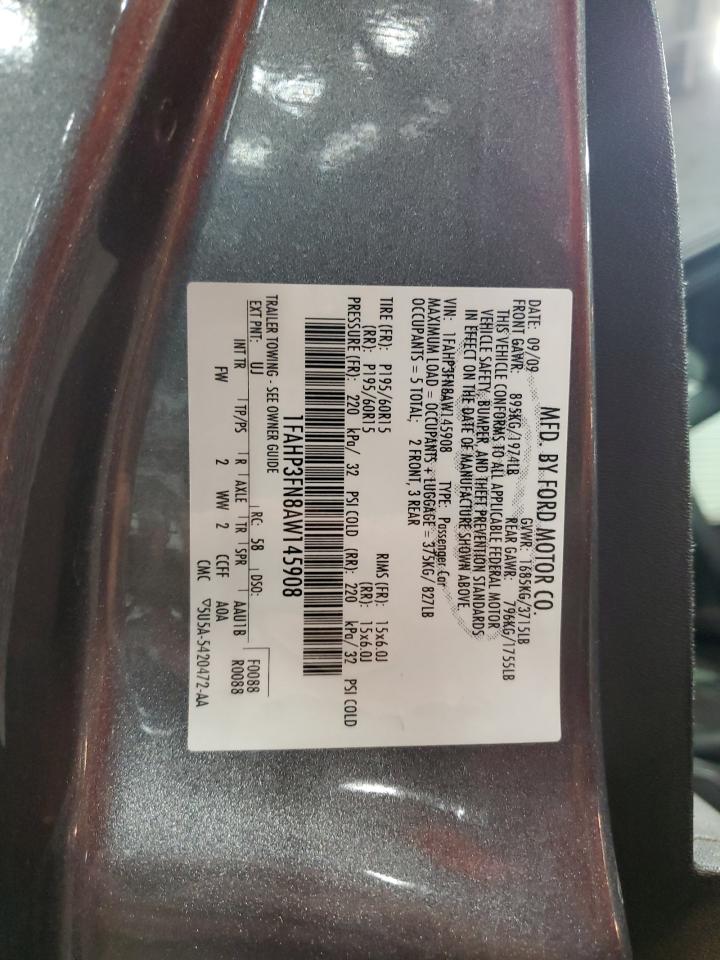 MFD. BY FORD MOTOR CO.
DATE: 09/09 GVWR: 1685KG/3715LB
FRONT GAWR: 895KG/1974LB REAR GAWR: 796KG/1755LB
THIS VEHICLE CONFORMS TO ALL APPLICABLE FEDERAL MOTOR
VEHICLE SAFETY, BUMPER, AND THEFT PREVENTION STANDARDS
IN EFFECT ON THE DATE OF MANUFACTURE SHOWN ABOVE.
VIN: 1FAHP3FN8AW145908 TYPE: Passenger Car
MAXIMUM LOAD = OCCUPANTS + LUGGAGE = 375KG/ 827LB
OCCUPANTS = 5 TOTAL; 2 FRONT, 3 REAR
TIRE (FR): P195/60R15 RIMS (FR): 15x6.0J
(RR): P195/60R15 (RR): 15x6.0J
PRESSURE (FR): 220 kPa/ 32 PSI COLD (RR): 220 kPa/ 32 PSI COLD
1FAHP3FN8AW145908
TRAILER TOWING - SEE OWNER GUIDE
EXT PNT: UJ RC: 58 DSO: F0088
R0088
INT TR TP/PS R AXLE TR SPR AAU1B
FW 2 WW 2 CCFF A0A
CMC 5U5A-5420472-AA